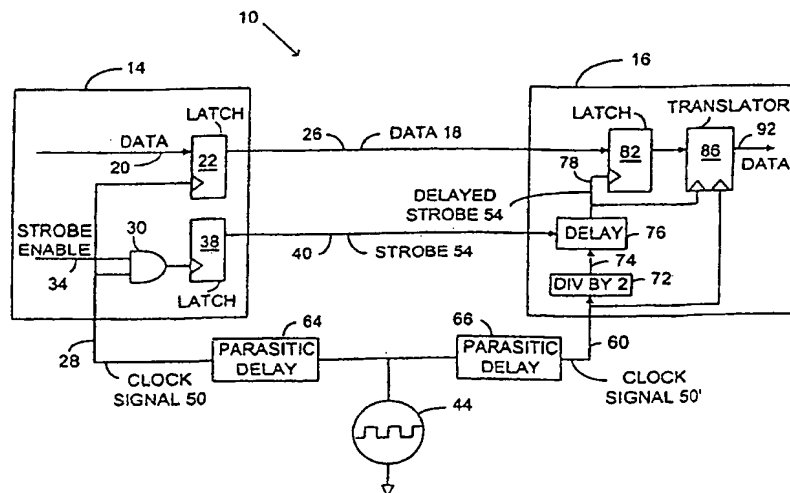 10
14
16
LATCH
LATCH
TRANSLATOR
DATA
20
22
26
DATA 18
78
82
86
92
DATA
DELAYED
STROBE 54
STROBE
ENABLE
30
34
38
LATCH
40
STROBE 54
DELAY
76
74
DIV BY 2
72
64
66
28
PARASITIC
DELAY
PARASITIC
DELAY
60
CLOCK
SIGNAL 50
44
CLOCK
SIGNAL 50'